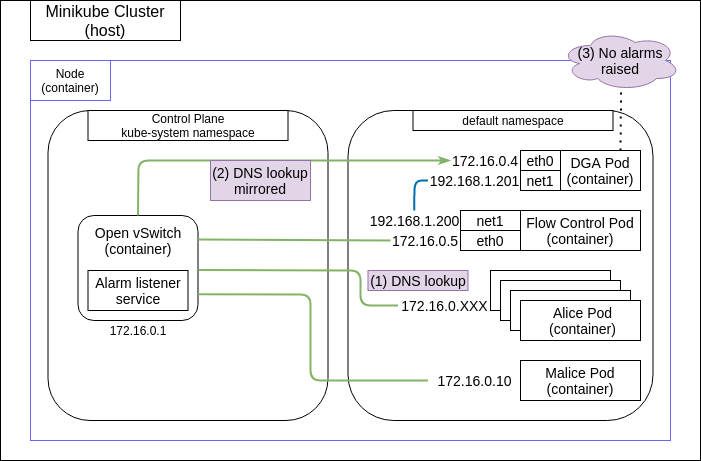 Minikube Cluster
(host)
(3) No alarms
raised
Node
(container)
Control Plane
kube-system namespace
default namespace
(2) DNS lookup
mirrored
172.16.0.4
eth0
DGA Pod
(container)
192.168.1.201
net1
192.168.1.200
net1
Flow Control Pod
(container)
172.16.0.5
eth0
Open vSwitch
(container)
Alarm listener
service
172.16.0.1
(1) DNS lookup
172.16.0.XXX
Alice Pod
(container)
172.16.0.10
Malice Pod
(container)